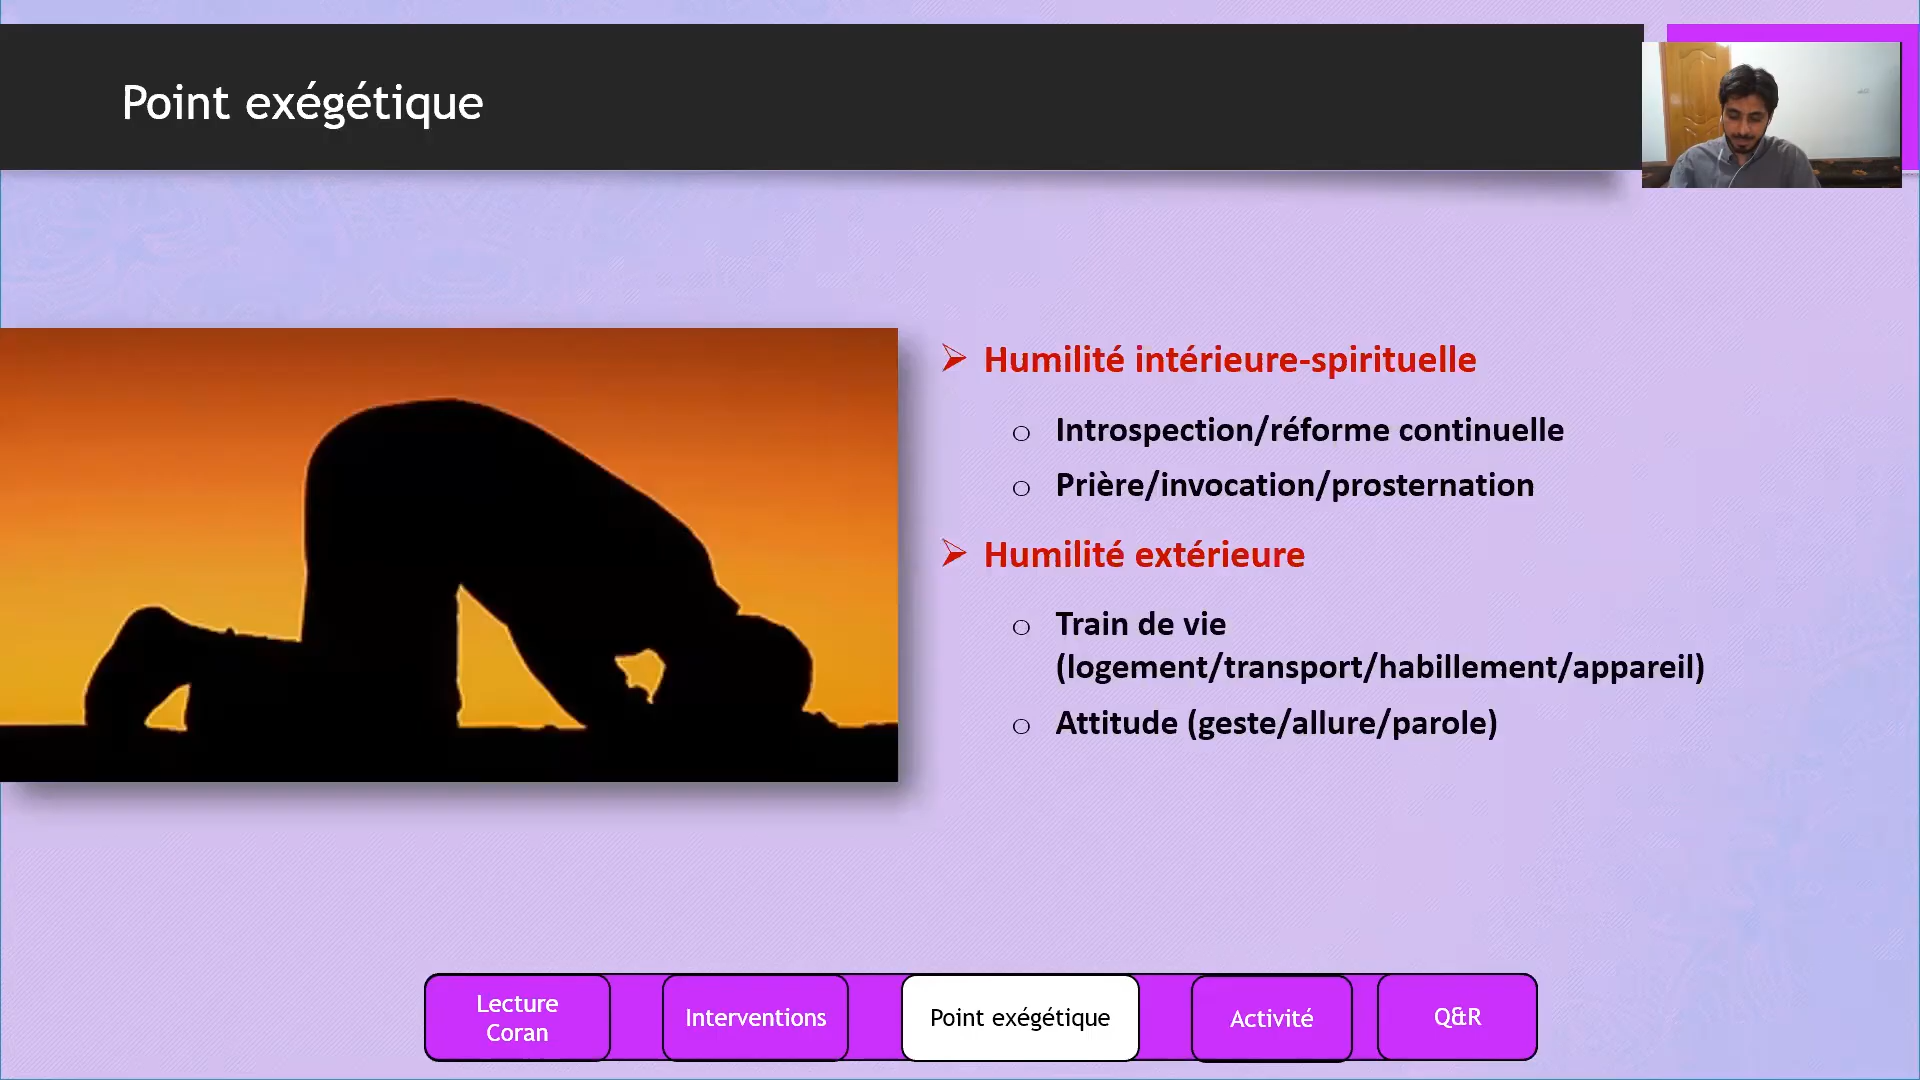 Point exégétique
Humilité intérieure-spirituelle
Introspection/réforme continuelle
Prière/invocation/prosternation
Humilité extérieure
Train de vie
(logement/transport/habillement/appareil)
Attitude (geste/allure/parole)
Lecture
Coran
Interventions
Point exégétique
Activité
Q&R